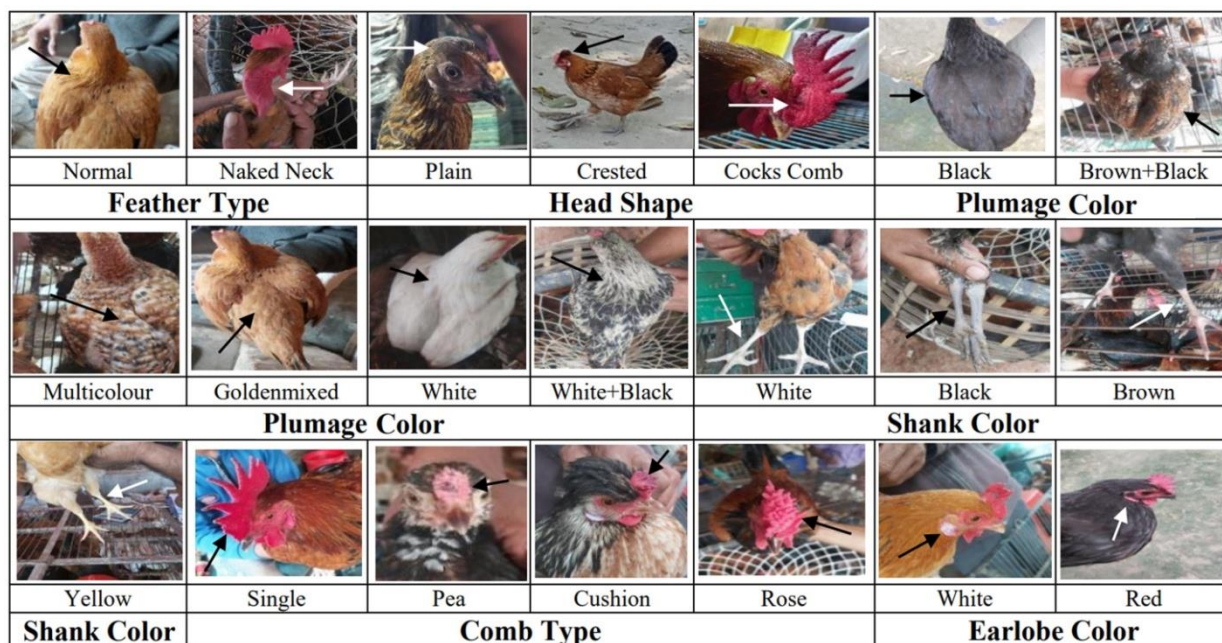 Normal Naked Neck Plain Crested Cocks Comb Black Brown+Black
Feather Type Head Shape Plumage Color
Multicolour Goldenmixed White White+Black White Black Brown
Plumage Color Shank Color
Yellow Single Pea Cushion Rose White Red
Shank Color Comb Type Earlobe Color